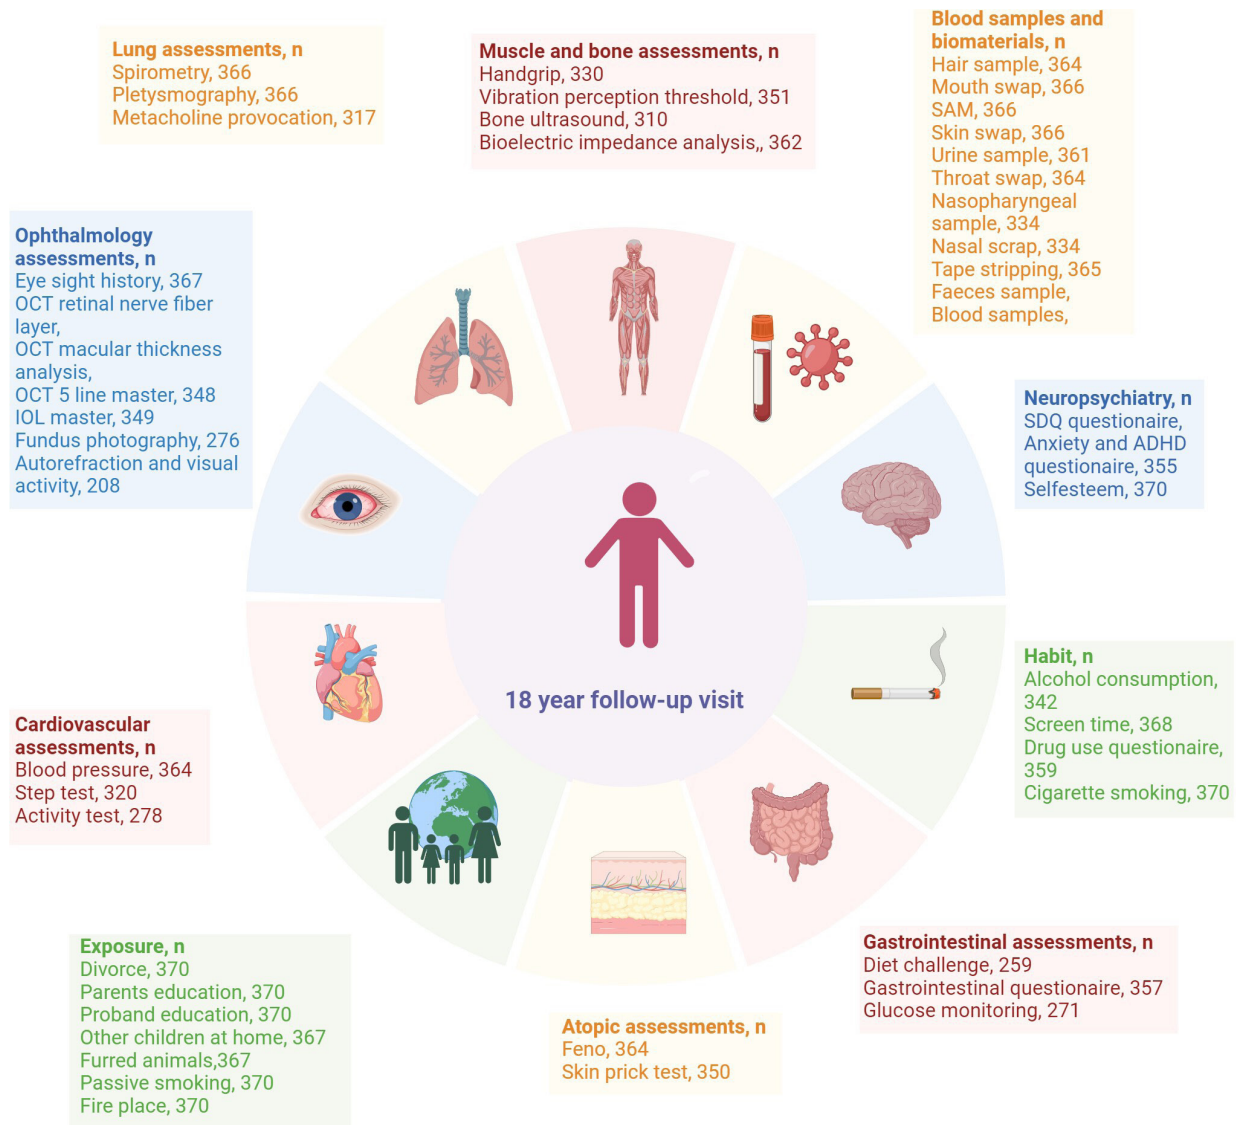 Lung assessments, n
Spirometry, 366
Pletysmography, 366
Metacholine provocation, 317
Muscle and bone assessments, n
Handgrip, 330
Vibration perception threshold, 351
Bone ultrasound, 310
Bioelectric impedance analysis,, 362
Blood samples and
biomaterials, n
Hair sample, 364
Mouth swap, 366
SAM, 366
Skin swap, 366
Urine sample, 361
Throat swap, 364
Nasopharyngeal
sample, 334
Nasal scrap, 334
Tape stripping, 365
Faeces sample,
Blood samples,
Ophthalmology
assessments, n
Eye sight history, 367
OCT retinal nerve fiber
layer,
OCT macular thickness
analysis,
OCT 5 line master, 348
IOL master, 349
Fundus photography, 276
Autorefraction and visual
activity, 208
Neuropsychiatry, n
SDQ questionaire,
Anxiety and ADHD
questionaire, 355
Selfesteem, 370
18 year follow-up visit
Habit, n
Alcohol consumption,
342
Screen time, 368
Drug use questionaire,
359
Cigarette smoking, 370
Cardiovascular
assessments, n
Blood pressure, 364
Step test, 320
Activity test, 278
Exposure, n
Divorce, 370
Parents education, 370
Proband education, 370
Other children at home, 367
Furred animals,367
Passive smoking, 370
Fire place, 370
Atopic assessments, n
Feno, 364
Skin prick test, 350
Gastrointestinal assessments, n
Diet challenge, 259
Gastrointestinal questionaire, 357
Glucose monitoring, 271